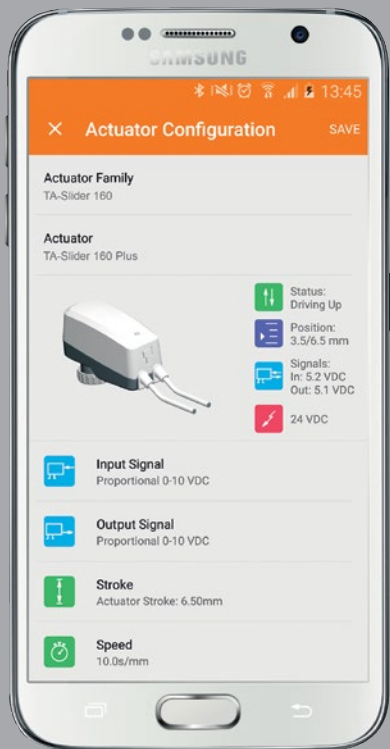 SAMSUNG
13:45
Actuator Configuration
SAVE
Actuator Family
TA-Slider 160
Actuator
TA-Slider 160 Plus
Status:
Driving Up
Position:
3.5/6.5 mm
Signals:
In: 5.2 VDC
Out: 5.1 VDC
24 VDC
Input Signal
Proportional 0-10 VDC
Output Signal
Proportional 0-10 VDC
Stroke
Actuator Stroke: 6.50mm
Speed
10.0s/mm